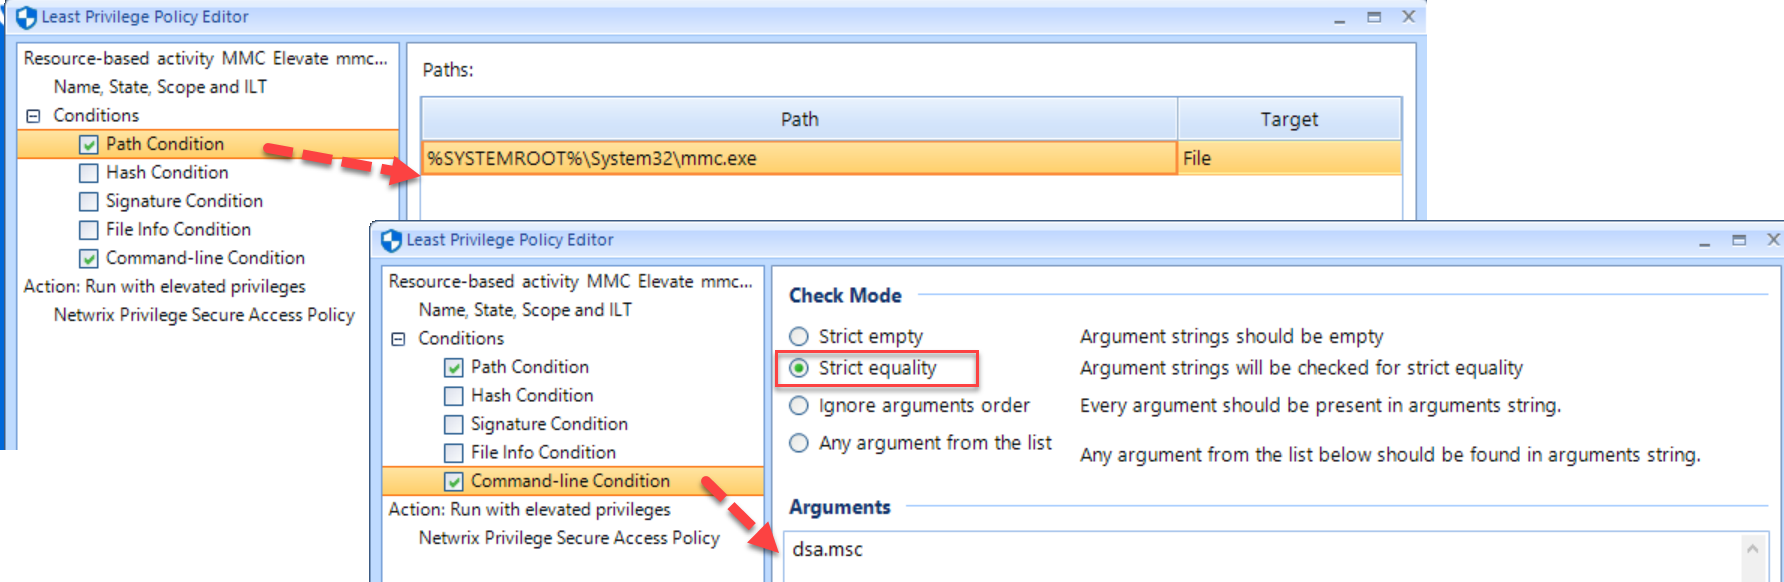 Least Privilege Policy Editor
Resource-based activity MMC Elevate mmc...
Name, State, Scope and ILT
Conditions
Path Condition
Hash Condition
Signature Condition
File Info Condition
Command-line Condition
Action: Run with elevated privileges
Netwrix Privilege Secure Access Policy
Paths:
Path Target
%SYSTEMROOT%\System32\mmc.exe File
Least Privilege Policy Editor
Resource-based activity MMC Elevate mmc...
Name, State, Scope and ILT
Conditions
Path Condition
Hash Condition
Signature Condition
File Info Condition
Command-line Condition
Action: Run with elevated privileges
Netwrix Privilege Secure Access Policy
Check Mode
Strict empty Argument strings should be empty
Strict equality Argument strings will be checked for strict equality
Ignore arguments order Every argument should be present in arguments string.
Any argument from the list Any argument from the list below should be found in arguments string.
Arguments
dsa.msc